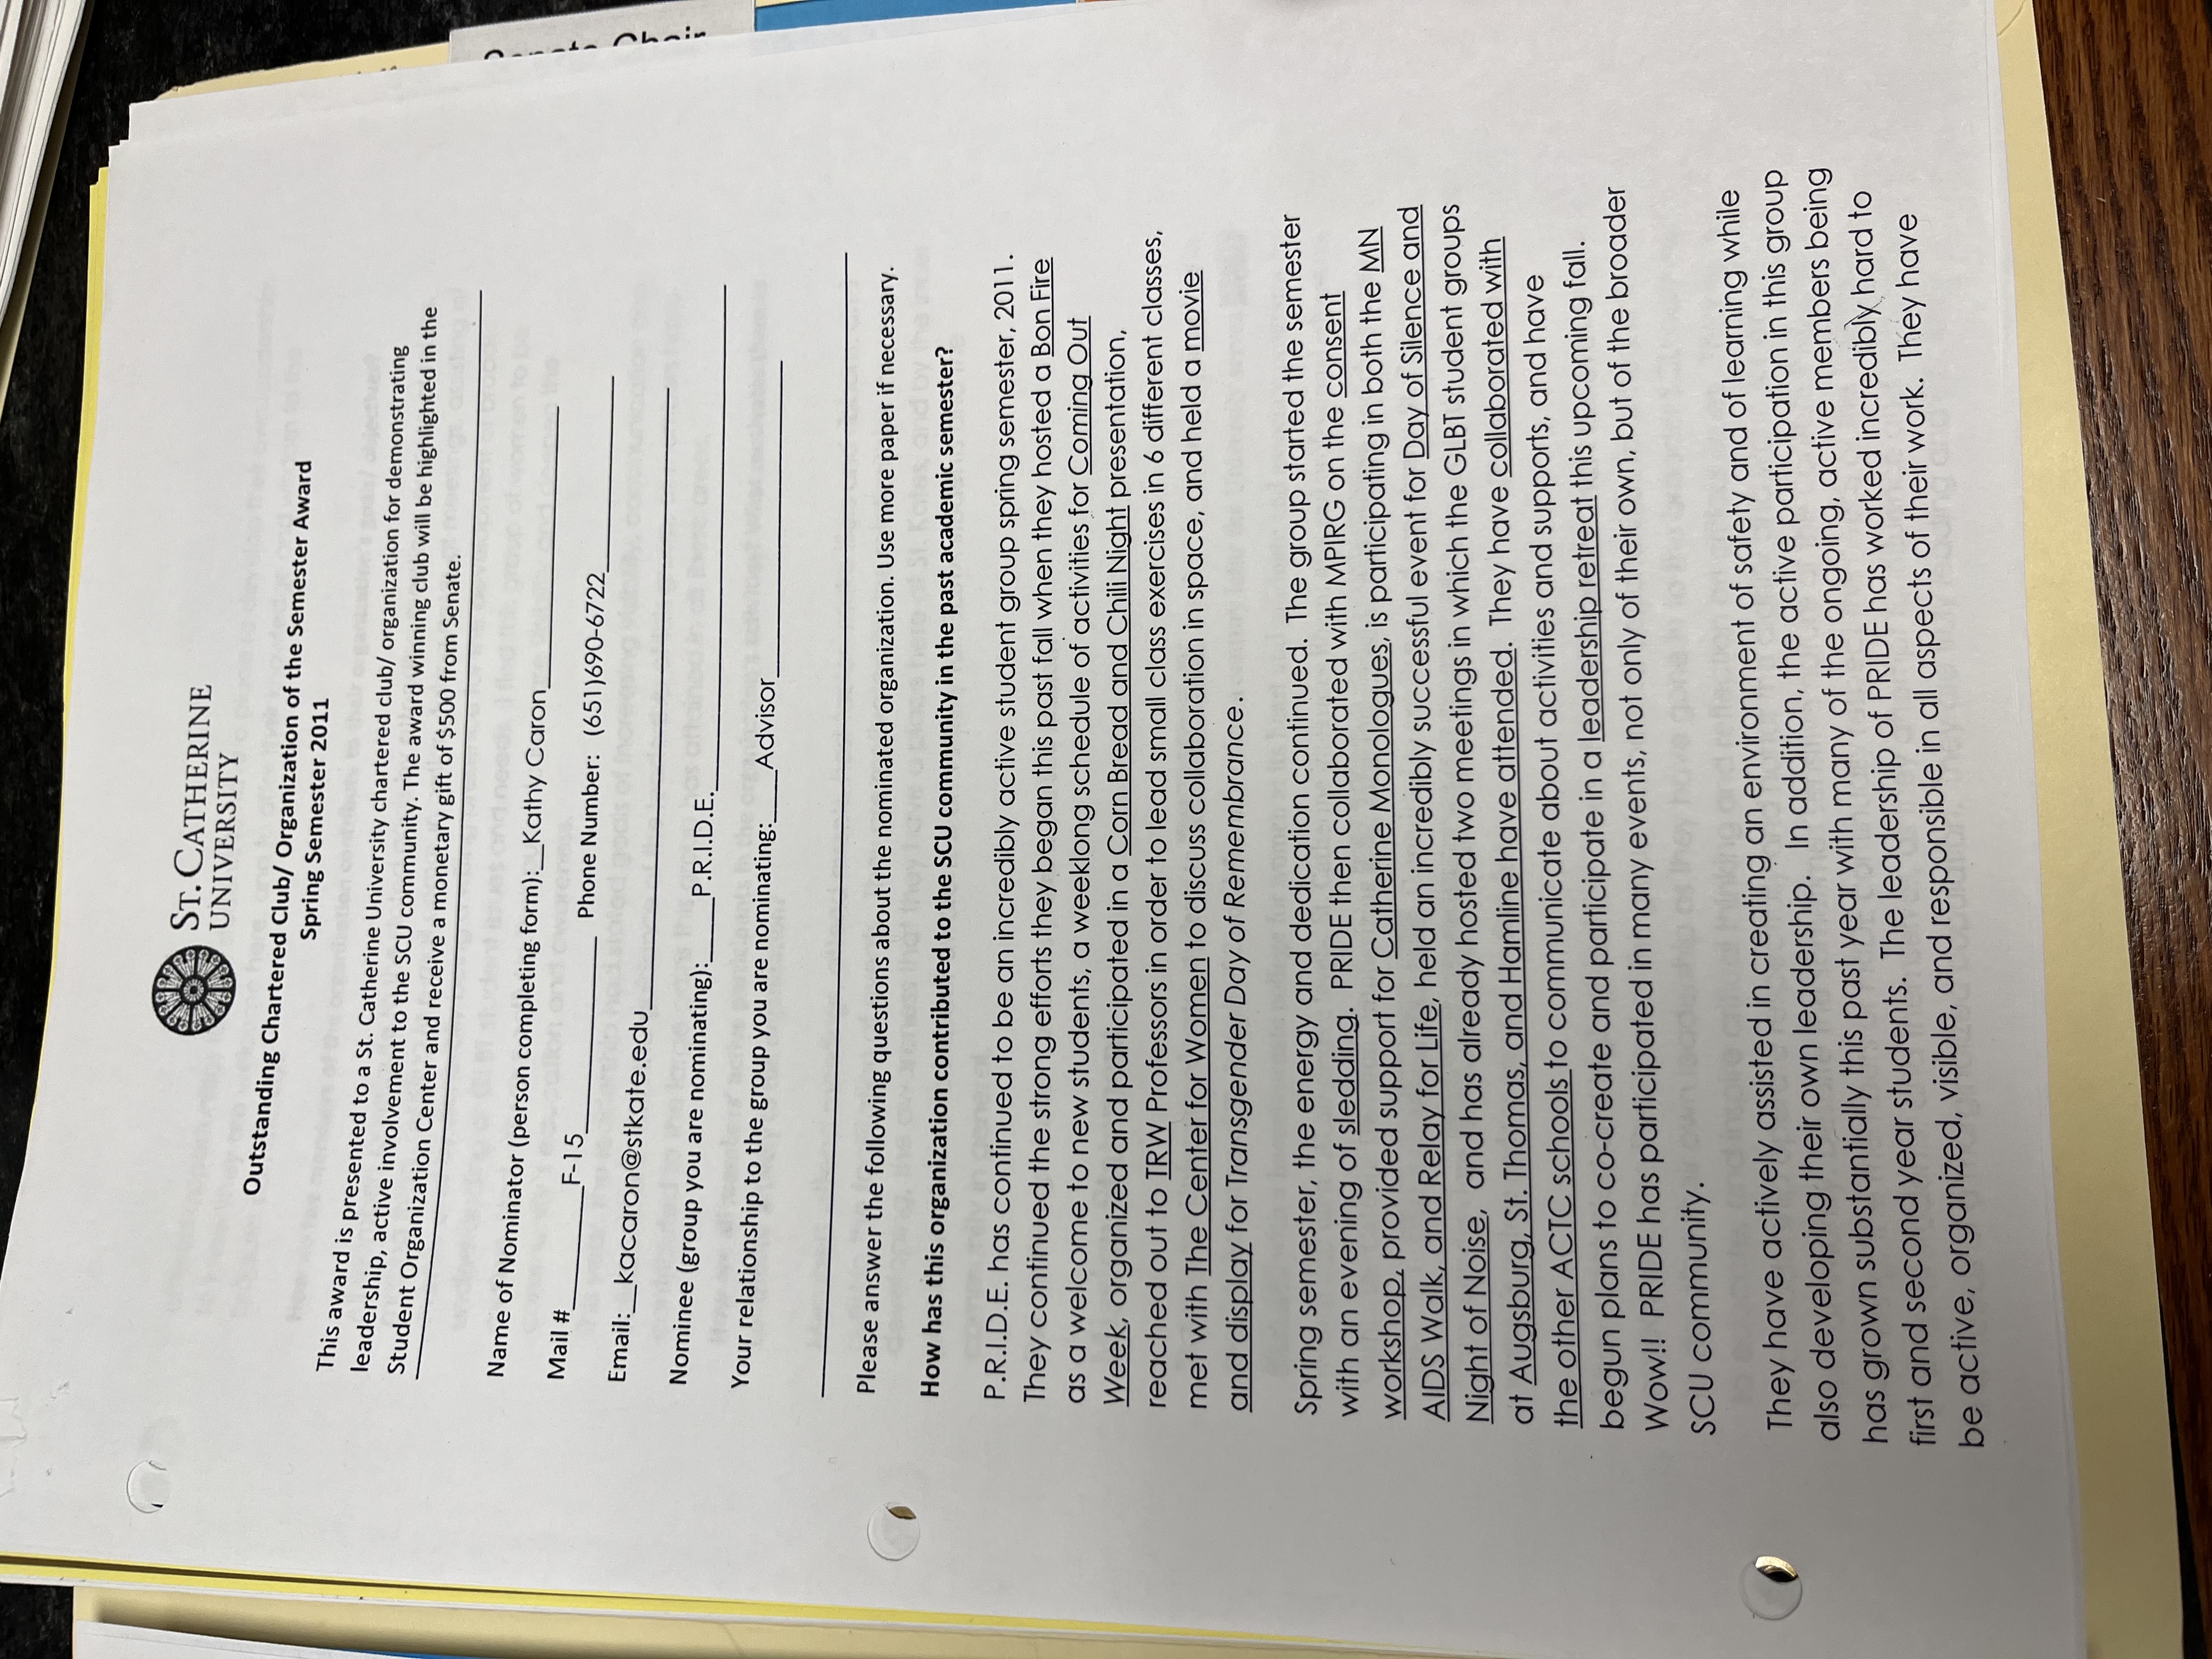 ST. CATHERINE
UNIVERSITY
Outstanding Chartered Club/ Organization of the Semester Award
Spring Semester 2011
This award is presented to a St. Catherine University chartered club/ organization for demonstrating
leadership, active involvement to the SCU community. The award winning club will be highlighted in the
Student Organization Center and receive a monetary gift of $500 from Senate.
Name of Nominator (person completing form):__Kathy Caron____________________
Mail #_________F-15______________ Phone Number: (651)690-6722______________
Email:__kacaron@stkate.edu____________________________________________
Nominee (group you are nominating):_____P.R.I.D.E.___________________________________
Your relationship to the group you are nominating:____Advisor______________________
Please answer the following questions about the nominated organization. Use more paper if necessary.
How has this organization contributed to the SCU community in the past academic semester?
P.R.I.D.E. has continued to be an incredibly active student group spring semester, 2011.
They continued the strong efforts they began this past fall when they hosted a Bon Fire
as a welcome to new students, a weeklong schedule of activities for Coming Out
Week, organized and participated in a Corn Bread and Chili Night presentation,
reached out to TRW Professors in order to lead small class exercises in 6 different classes,
met with The Center for Women to discuss collaboration in space, and held a movie
and display for Transgender Day of Remembrance.
Spring semester, the energy and dedication continued. The group started the semester
with an evening of sledding. PRIDE then collaborated with MPIRG on the consent
workshop, provided support for Catherine Monologues, is participating in both the MN
AIDS Walk, and Relay for Life, held an incredibly successful event for Day of Silence and
Night of Noise, and has already hosted two meetings in which the GLBT student groups
at Augsburg, St. Thomas, and Hamline have attended. They have collaborated with
the other ACTC schools to communicate about activities and supports, and have
begun plans to co-create and participate in a leadership retreat this upcoming fall.
Wow!! PRIDE has participated in many events, not only of their own, but of the broader
SCU community.
They have actively assisted in creating an environment of safety and of learning while
also developing their own leadership. In addition, the active participation in this group
has grown substantially this past year with many of the ongoing, active members being
first and second year students. The leadership of PRIDE has worked incredibly hard to
be active, organized, visible, and responsible in all aspects of their work. They have